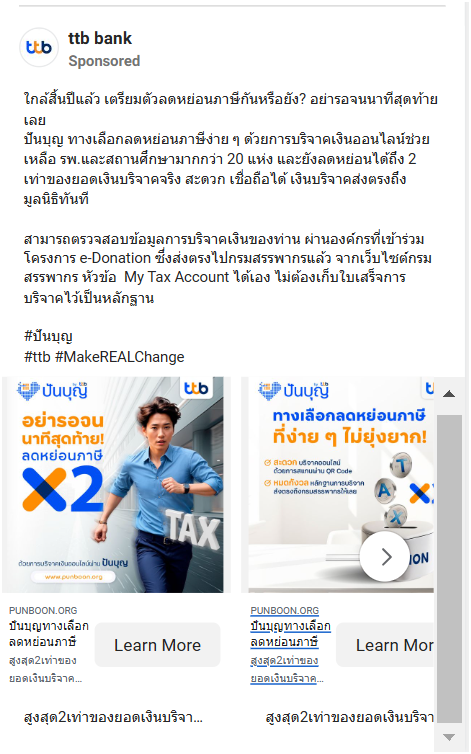 ttb
ttb bank
Sponsored
ใกล้สิ้นปีแล้ว เตรียมตัวลดหย่อนภาษีกันหรือยัง? อย่ารอจนนาทีสุดท้าย
เลย
ปันบุญ ทางเลือกลดหย่อนภาษีง่าย ๆ ด้วยการบริจาคเงินออนไลน์ช่วย
เหลือ รพ.และสถานศึกษามากกว่า 20 แห่ง และยังลดหย่อนได้ถึง 2
เท่าของยอดเงินบริจาคจริง สะดวก เชื่อถือได้ เงินบริจาคส่งตรงถึง
มูลนิธิทันที
สามารถตรวจสอบข้อมูลการบริจาคเงินของท่าน ผ่านองค์กรที่เข้าร่วม
โครงการ e-Donation ซึ่งส่งตรงไปกรมสรรพากรแล้ว จากเว็บไซต์กรม
สรรพากร หัวข้อ My Tax Account ได้เอง ไม่ต้องเก็บใบเสร็จการ
บริจาคไว้เป็นหลักฐาน
#ปันบุญ
#ttb #MakeREALChange
ปันบุญ
ttb
อย่ารอจน
นาทีสุดท้าย!
ลดหย่อนภาษี
X2
TAX
ด้วยการบริจาคเงินออนไลน์ผ่าน ปันบุญ
www.punboon.org
PUNBOON.ORG
ปันบุญทางเลือก
ลดหย่อนภาษี
สูงสุด2เท่าของ
ยอดเงินบริจาค...
Learn More
สูงสุด2เท่าของยอดเงินบริจา...
ปันบุญ
ttb
ทางเลือกลดหย่อนภาษี
ที่ง่าย ๆ ไม่ยุ่งยาก!
สะดวก บริจาคออนไลน์
ด้วยการสแกนผ่าน QR Code
หมดกังวล หลักฐานการบริจาค
ส่งตรงถึงกรมสรรพากรให้เลย
T
A
X
X2
ION
PUNBOON.ORG
ปันบุญทางเลือก
ลดหย่อนภาษี
สูงสุด2เท่าของ
ยอดเงินบริจาค...
Learn More
สูงสุด2เท่าของยอดเงินบริจา